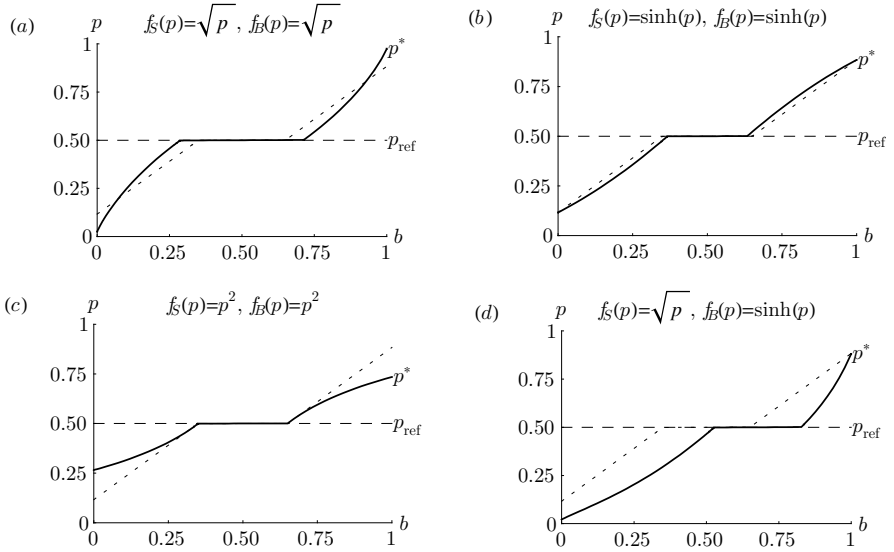 (a) f_S(p)=√p, f_B(p)=√p
p
1
0.75
0.50
0.25
0
0 0.25 0.50 0.75 1 b
p*
p_ref
(b) f_S(p)=sinh(p), f_B(p)=sinh(p)
p
1
0.75
0.50
0.25
0
0 0.25 0.50 0.75 1 b
p*
p_ref
(c) f_S(p)=p², f_B(p)=p²
p
1
0.75
0.50
0.25
0
0 0.25 0.50 0.75 1 b
p*
p_ref
(d) f_S(p)=√p, f_B(p)=sinh(p)
p
1
0.75
0.50
0.25
0
0 0.25 0.50 0.75 1 b
p*
p_ref